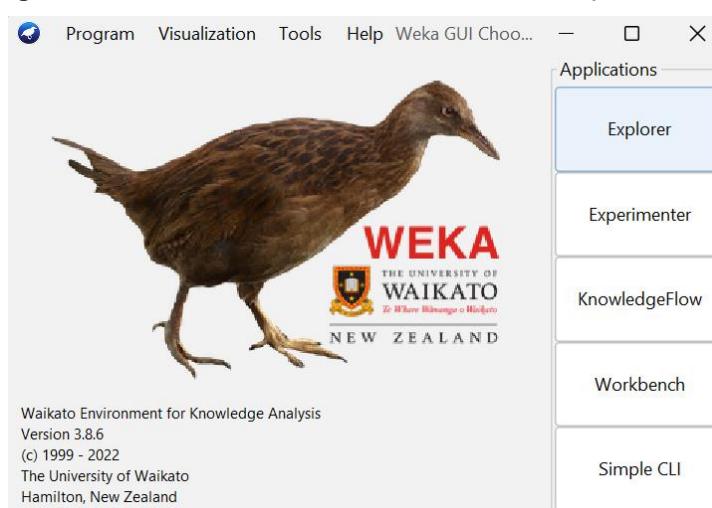 Program Visualization Tools Help Weka GUI Choo...
Applications
Explorer
Experimenter
KnowledgeFlow
Workbench
Simple CLI
WEKA
THE UNIVERSITY OF
WAIKATO
Te Whare Wānanga o Waikato
NEW ZEALAND
Waikato Environment for Knowledge Analysis
Version 3.8.6
(c) 1999 - 2022
The University of Waikato
Hamilton, New Zealand